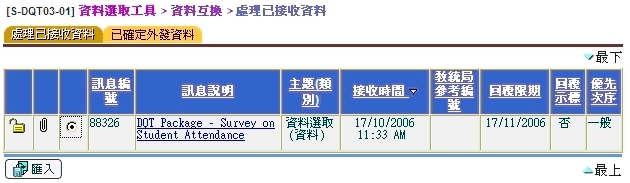 [S-DQT03-01] 資料選取工具 > 資料互換 > 處理已接收資料
處理已接收資料 已確定外發資料
最下
訊息編號 訊息說明 主題(類別) 接收時間 教統局參考編號 回覆限期 回覆示標 優先次序
88326 DQT Package - Survey on Student Attendance 資料選取(資料) 17/10/2006 11:33 AM 17/11/2006 否 一般
匯入 最上